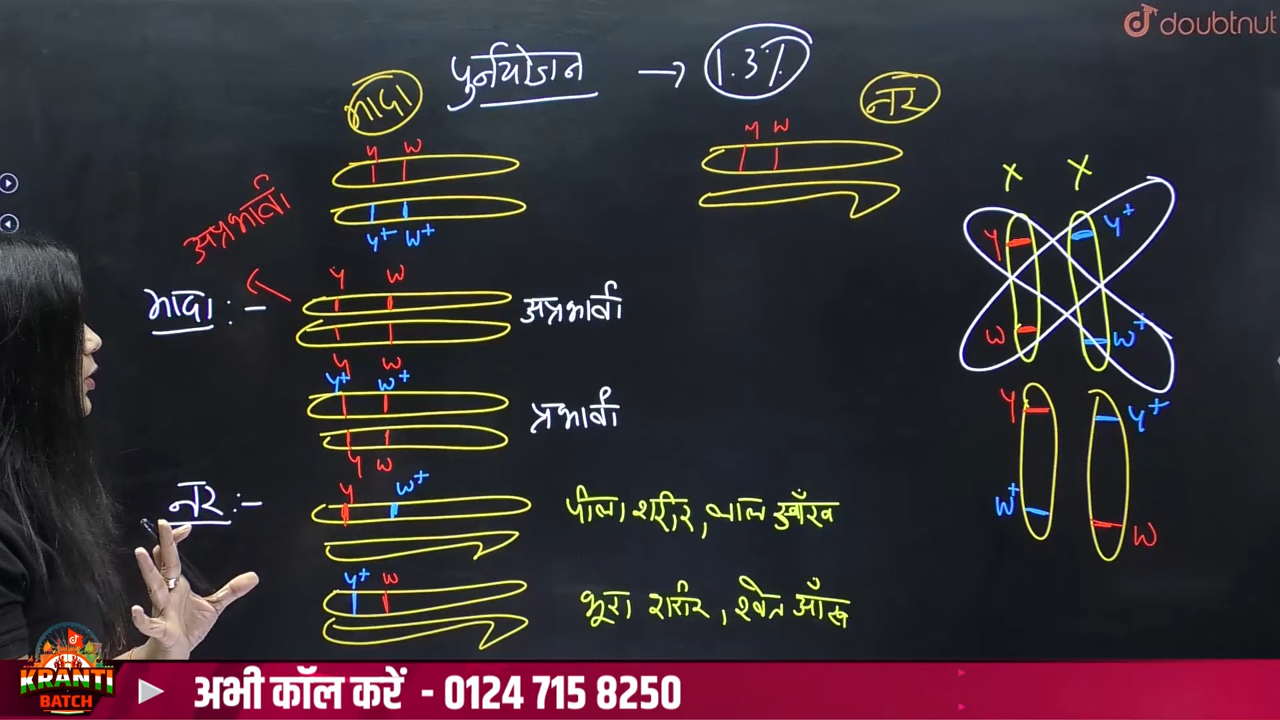 doubtnut
पुर्नयोजन → 1.3%
मादा
नर
y w
y w
y+ w+
X X
y y+
w w+
अप्रभावी
मादा :-
y w
अप्रभावी
y w
y+ w+
प्रभावी
y w
y y+
w+ w
नर :-
y w+
पीला शरीर, लाल आँख
y+ w
भूरा शरीर, श्वेत आँख
KRANTI
BATCH
अभी कॉल करें - 0124 715 8250